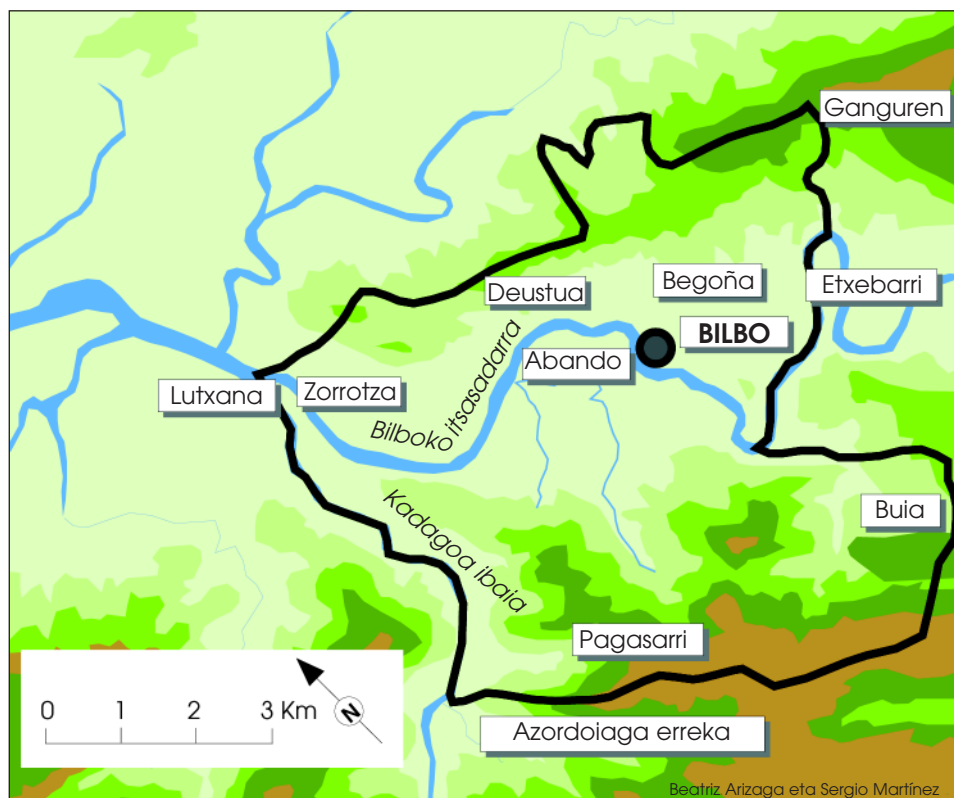 Ganguren
Begoña
Etxebarri
Deustua
BILBO
Abando
Lutxana
Zorrotza
Bilboko itsasadarra
Kadagoa ibaia
Buia
Pagasarri
Azordoiaga erreka
N
0 1 2 3 Km
Beatriz Arizaga eta Sergio Martínez